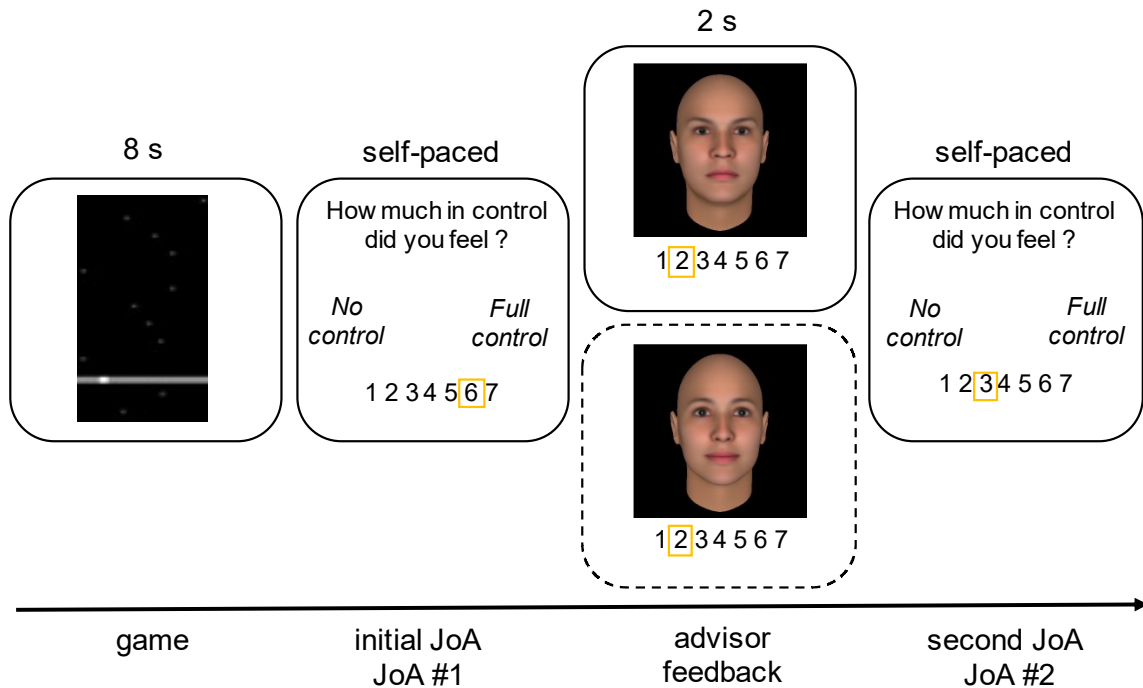 2 s
8 s
self-paced
self-paced
How much in control
did you feel ?
No
control
Full
control
1 2 3 4 5 6 7
1 2 3 4 5 6 7
1 2 3 4 5 6 7
How much in control
did you feel ?
No
control
Full
control
1 2 3 4 5 6 7
game
initial JoA
JoA #1
advisor
feedback
second JoA
JoA #2